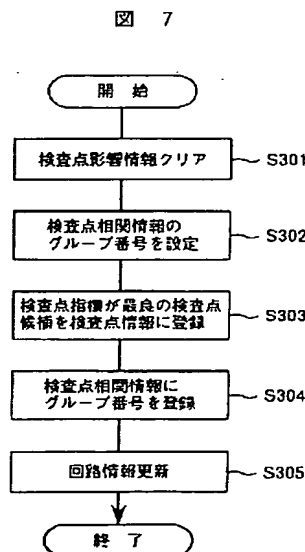 図 7
開 始
検査点影響情報クリア
S301
検査点相関情報の
グループ番号を設定
S302
検査点指標が最良の検査点
候補を検査点情報に登録
S303
検査点相関情報に
グループ番号を登録
S304
回路情報更新
S305
終 了